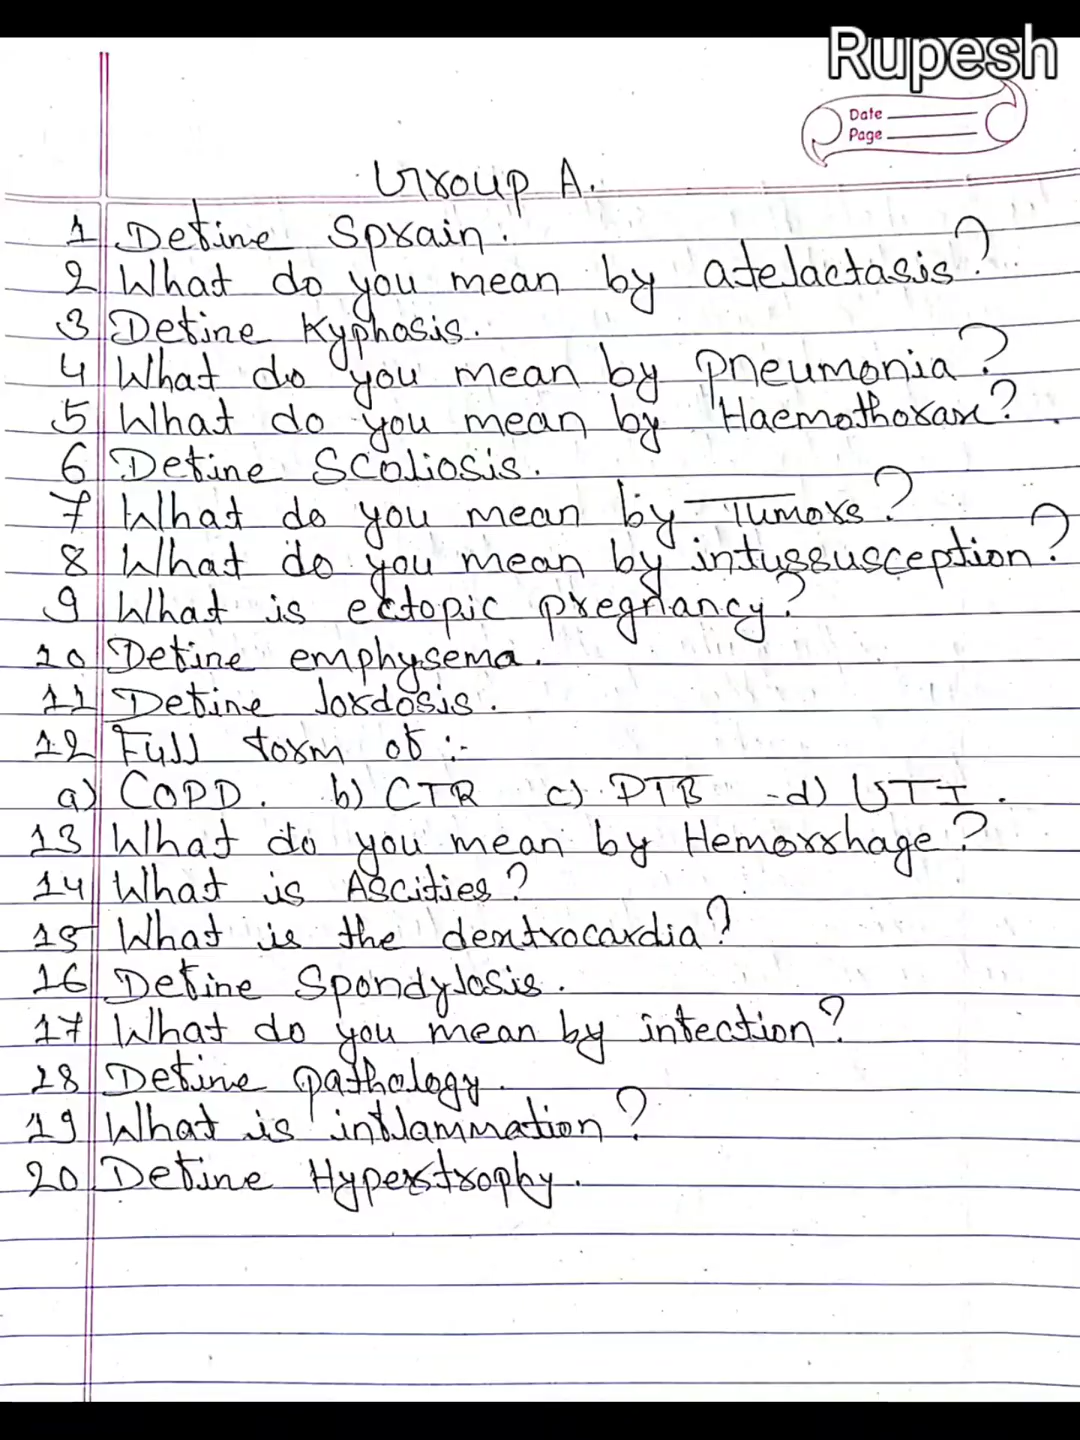 Rupesh
Date
Page
Group A.
1 Define Sprain.
2 What do you mean by atelactasis?
3 Define Kyphosis.
4 What do you mean by pneumonia?
5 What do you mean by Haemothorax?
6 Define Scoliosis.
7 What do you mean by Tumors?
8 What do you mean by intussusception?
9 What is ectopic pregnancy?
10 Define emphysema.
11 Define lordosis.
12 Full form of :-
a) COPD. b) CTR c) PTB d) UTI.
13 What do you mean by Hemorrhage?
14 What is Ascities?
15 What is the dextrocardia?
16 Define Spondylosis.
17 What do you mean by infection?
18 Define pathology.
19 What is inflammation?
20 Define Hyperstrophy.